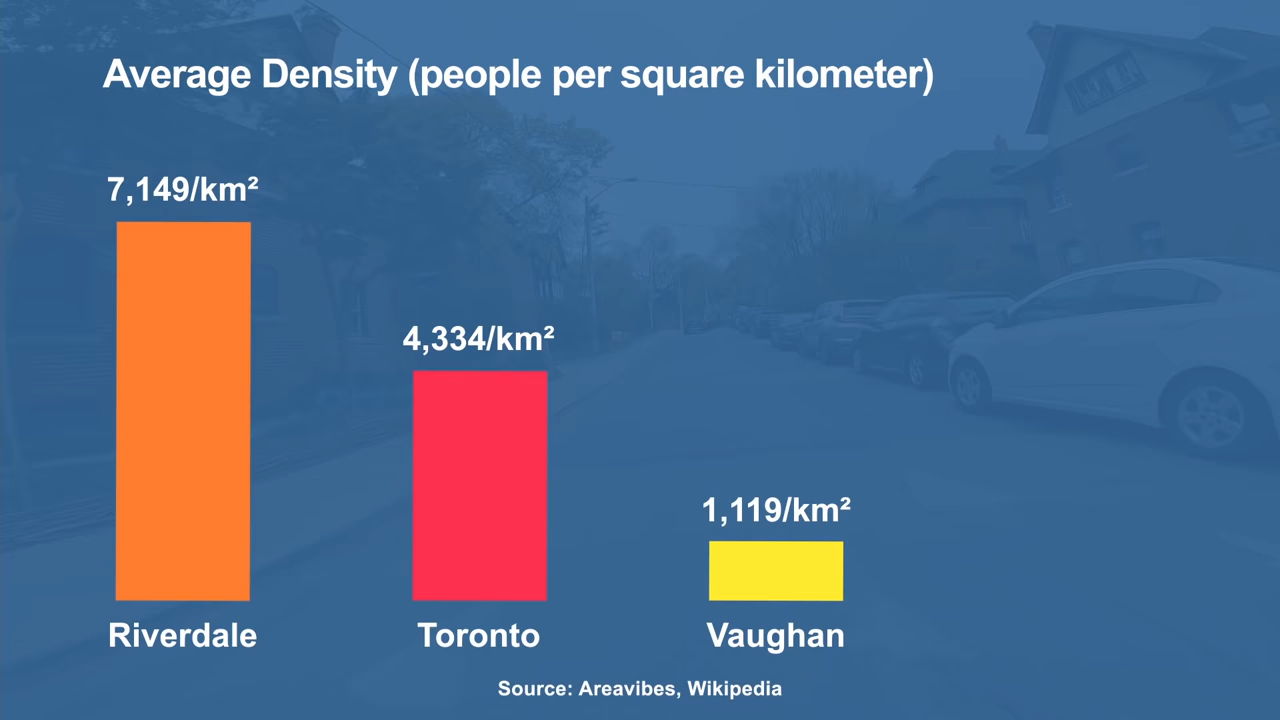 Average Density (people per square kilometer)
7,149/km²
4,334/km²
1,119/km²
Riverdale
Toronto
Vaughan
Source: Areavibes, Wikipedia